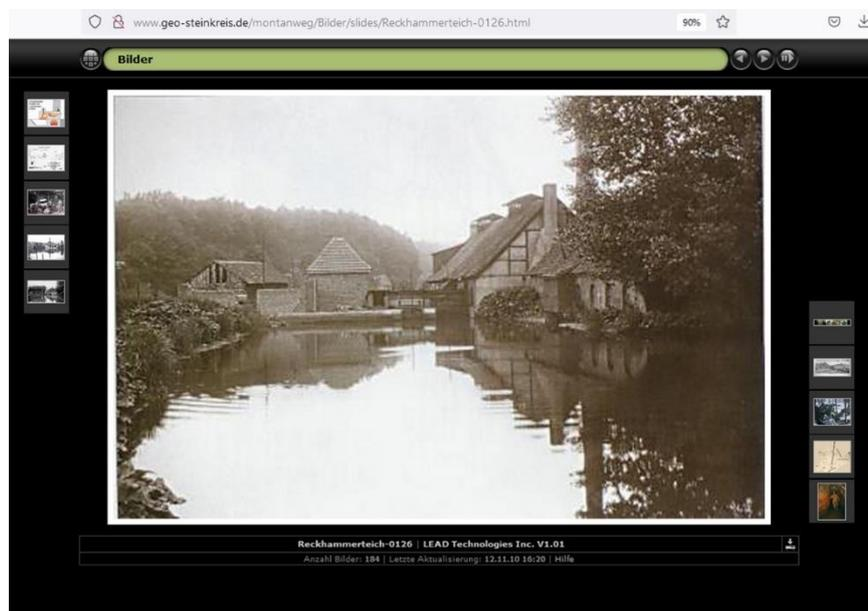 www.geo-steinkreis.de/montanweg/Bilder/slides/Reckhammerteich-0126.html
90%
Bilder
Reckhammerteich-0126 | LEAD Technologies Inc. V1.01
Anzahl Bilder: 184 | Letzte Aktualisierung: 12.11.10 16:20 | Hilfe